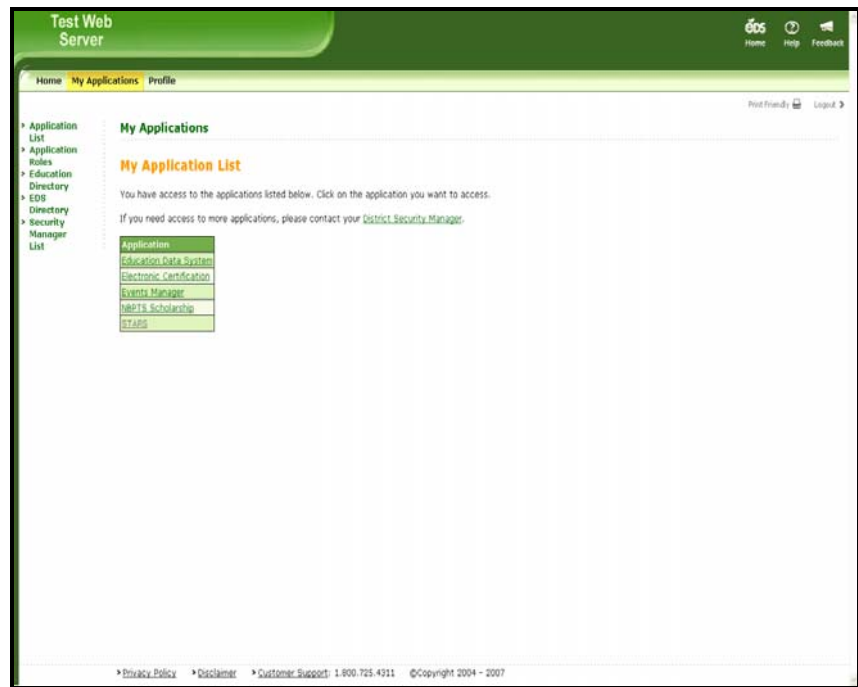 Test Web
Server
eds
Home Help Feedback
Home My Applications Profile
Print Friendly Logout
Application
List
Application
Roles
Education
Directory
EDS
Directory
Security
Manager
List
My Applications
My Application List
You have access to the applications listed below. Click on the application you want to access.
If you need access to more applications, please contact your District Security Manager.
Application
Education Data System
Electronic Certification
Events Manager
NBPTS Scholarship
STARS
Privacy Policy Disclaimer Customer Support: 1.800.725.4311 ©Copyright 2004 - 2007